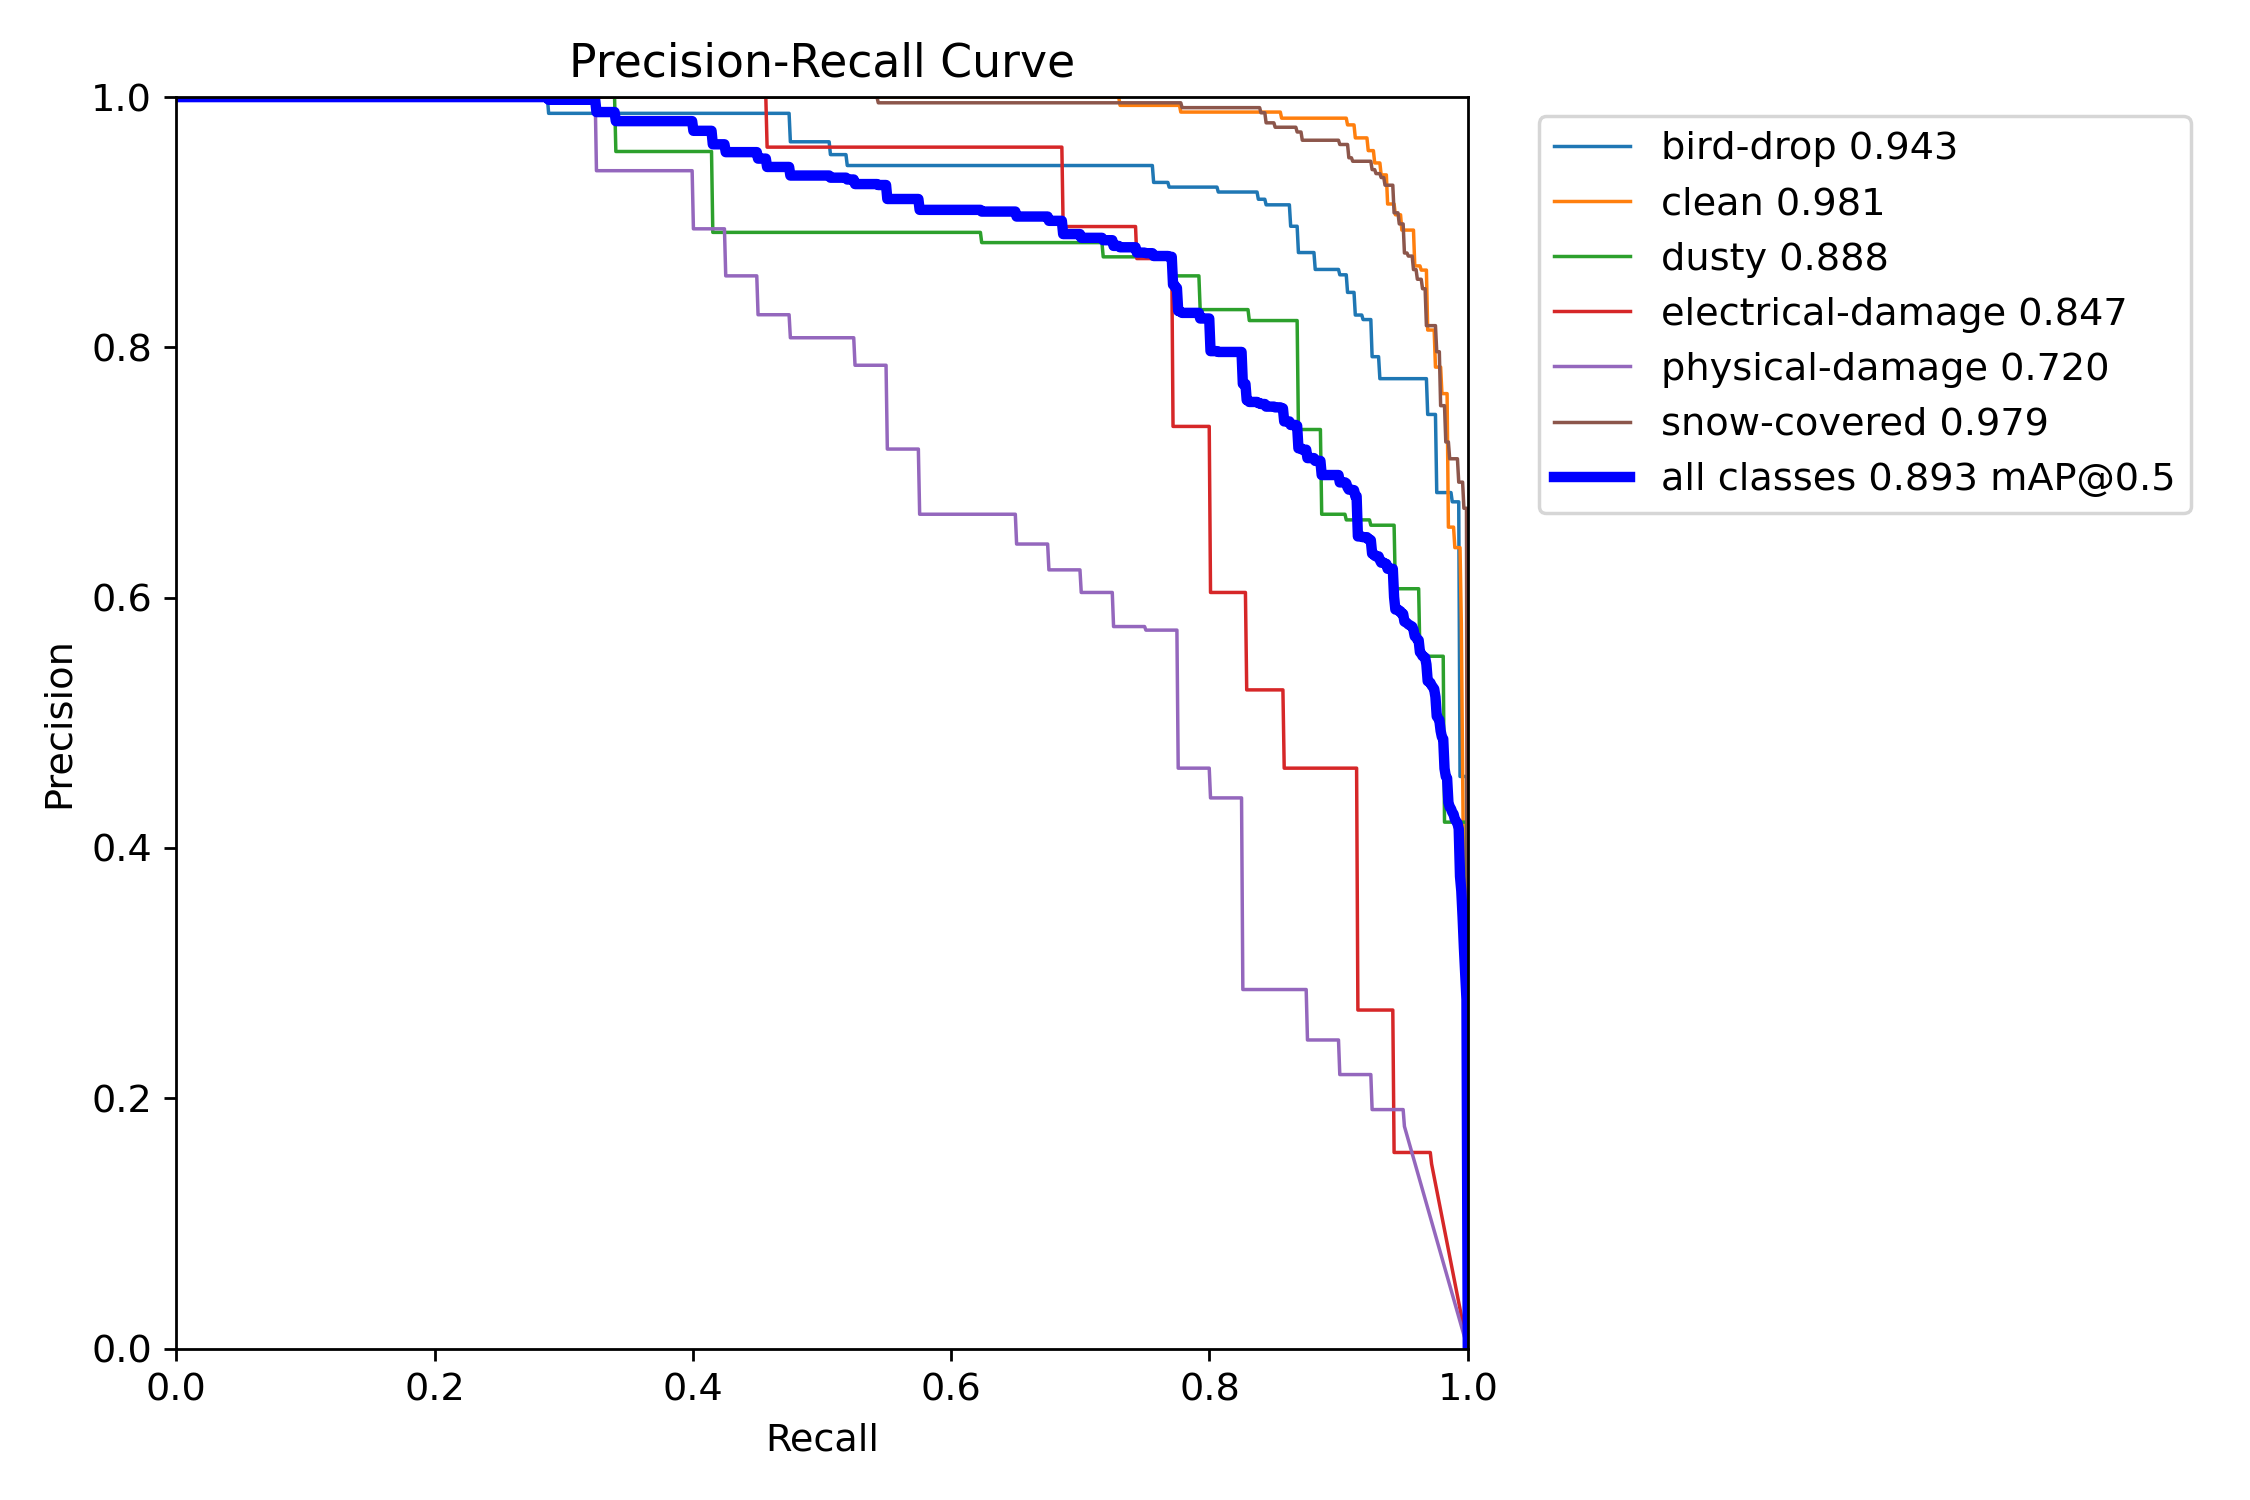 Precision-Recall Curve
1.0
0.8
0.6
0.4
0.2
0.0
Precision
0.0 0.2 0.4 0.6 0.8 1.0
Recall
bird-drop 0.943
clean 0.981
dusty 0.888
electrical-damage 0.847
physical-damage 0.720
snow-covered 0.979
all classes 0.893 mAP@0.5